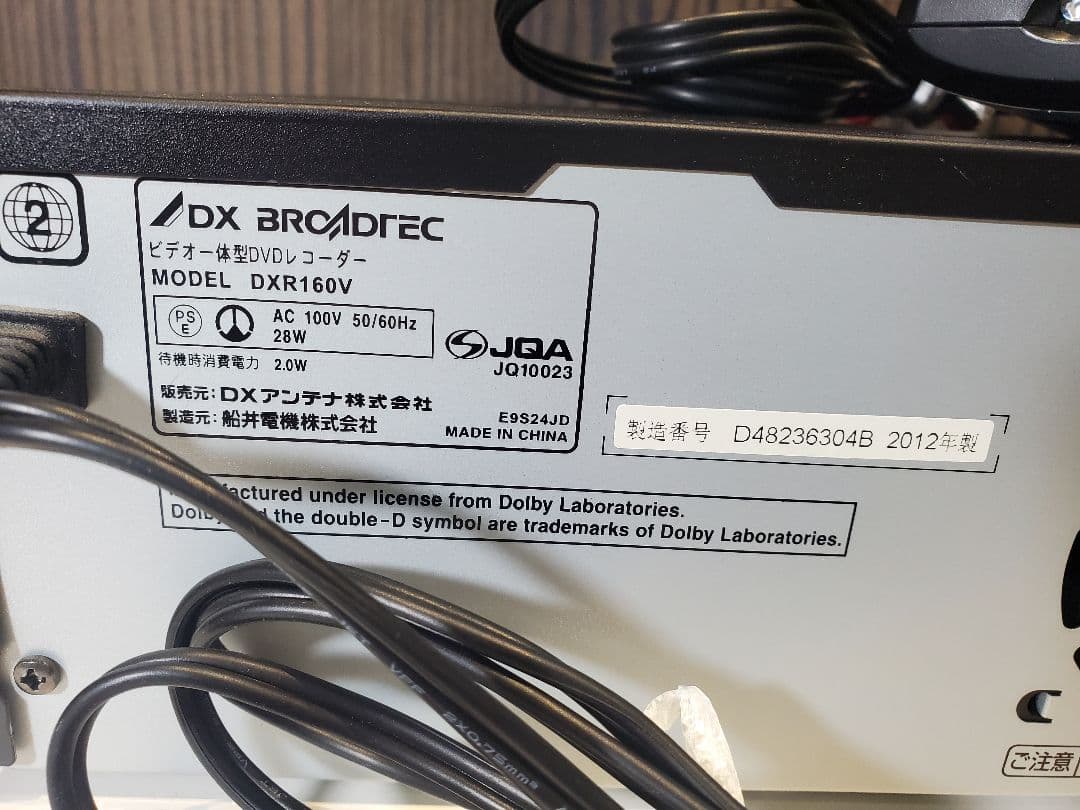 2
DX BROADTEC
ビデオ一体型DVDレコーダー
MODEL DXR160V
PS
E
AC 100V 50/60Hz
28W
待機時消費電力 2.0W
JQA
JQ10023
販売元:DXアンテナ株式会社
製造元:船井電機株式会社
E9S24JD
MADE IN CHINA
製造番号 D48236304B 2012年製
under license from Dolby Laboratories.
the double-D symbol are trademarks of Dolby Laboratories.
VFF 2X0.75mm²
ご注意